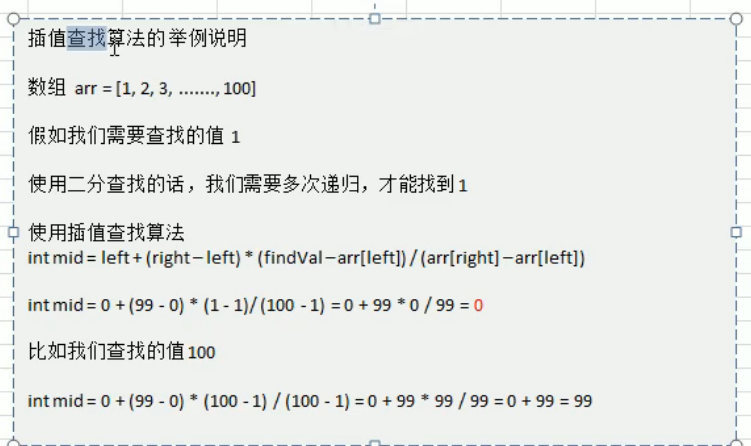 插值查找算法的举例说明
数组 arr = [1, 2, 3, ......., 100]
假如我们需要查找的值 1
使用二分查找的话，我们需要多次递归，才能找到 1
使用插值查找算法
int mid = left + (right – left) * (findVal – arr[left]) / (arr[right] – arr[left])
int mid = 0 + (99 - 0) * (1 - 1)/ (100 - 1) = 0 + 99 * 0 / 99 = 0
比如我们查找的值 100
int mid = 0 + (99 - 0) * (100 - 1) / (100 - 1) = 0 + 99 * 99 / 99 = 0 + 99 = 99